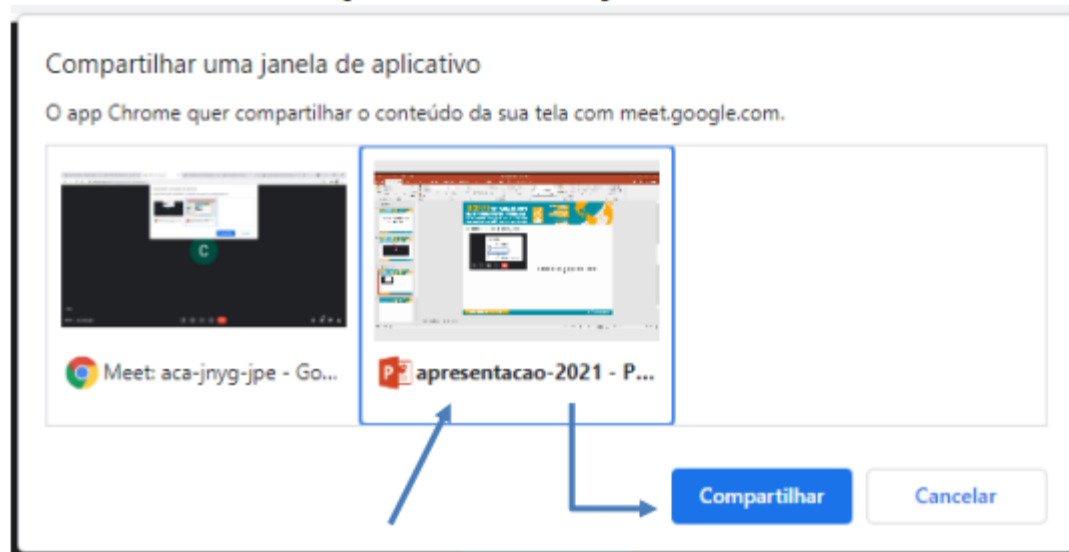 Compartilhar uma janela de aplicativo
O app Chrome quer compartilhar o conteúdo da sua tela com meet.google.com.
C
Meet: aca-jnyg-jpe - Go...
apresentacao-2021 - P...
Compartilhar
Cancelar